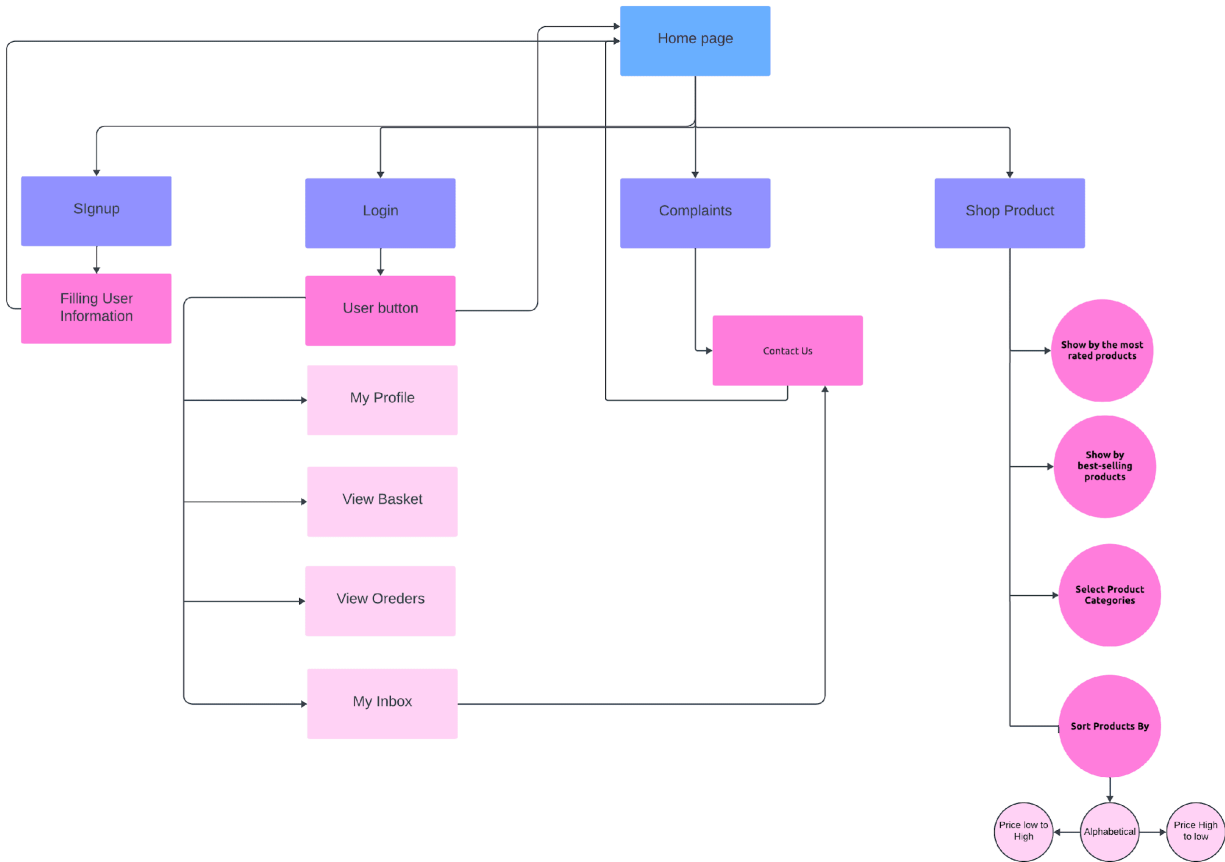 Home page
SIgnup
Login
Complaints
Shop Product
Filling User
Information
User button
Contact Us
Show by the most
rated products
My Profile
Show by
best-selling
products
View Basket
Select Product
Categories
View Oreders
My Inbox
Sort Products By
Price low to
High
Alphabetical
Price High
to low